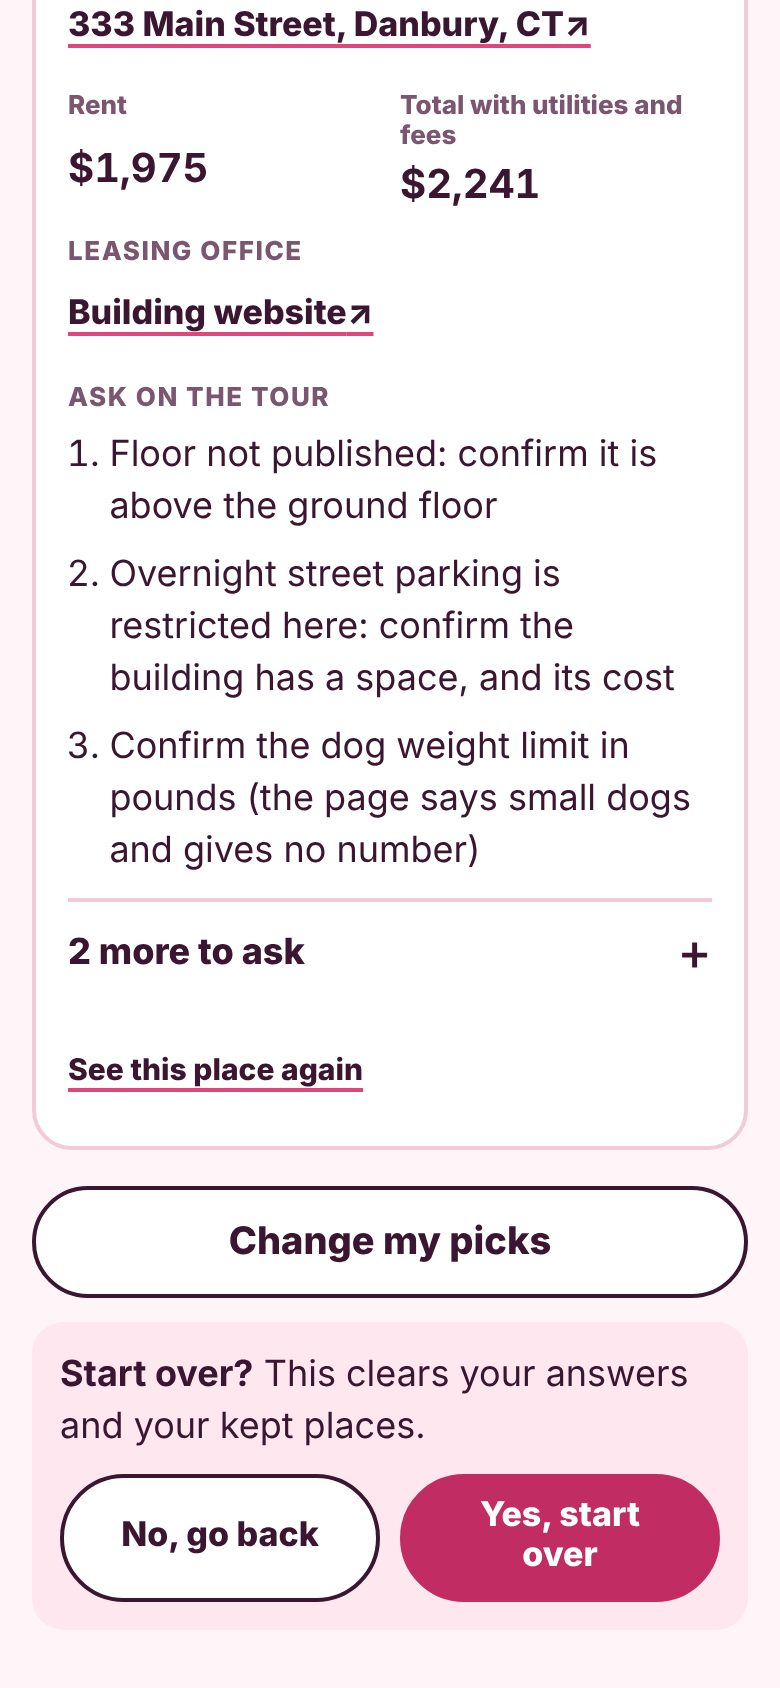 333 Main Street, Danbury, CT↗
Rent
$1,975
Total with utilities and
fees
$2,241
LEASING OFFICE
Building website↗
ASK ON THE TOUR
1. Floor not published: confirm it is
above the ground floor
2. Overnight street parking is
restricted here: confirm the
building has a space, and its cost
3. Confirm the dog weight limit in
pounds (the page says small dogs
and gives no number)
2 more to ask +
See this place again
Change my picks
Start over? This clears your answers
and your kept places.
No, go back
Yes, start
over